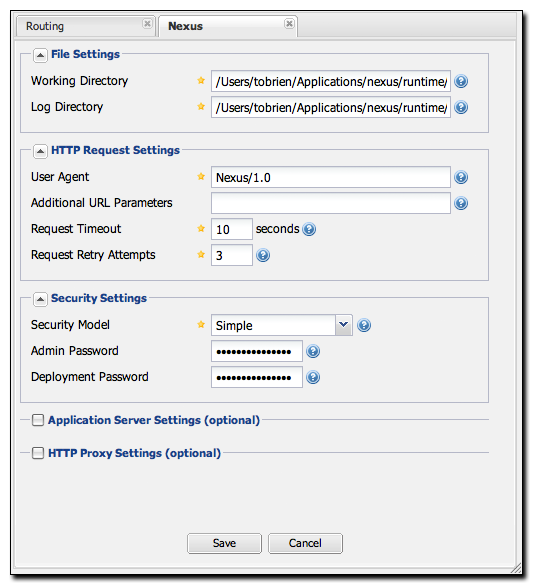 Routing Nexus
File Settings
Working Directory /Users/tobrien/Applications/nexus/runtime/
Log Directory /Users/tobrien/Applications/nexus/runtime/
HTTP Request Settings
User Agent Nexus/1.0
Additional URL Parameters
Request Timeout 10 seconds
Request Retry Attempts 3
Security Settings
Security Model Simple
Admin Password •••••••••••••••
Deployment Password •••••••••••••••
Application Server Settings (optional)
HTTP Proxy Settings (optional)
Save Cancel